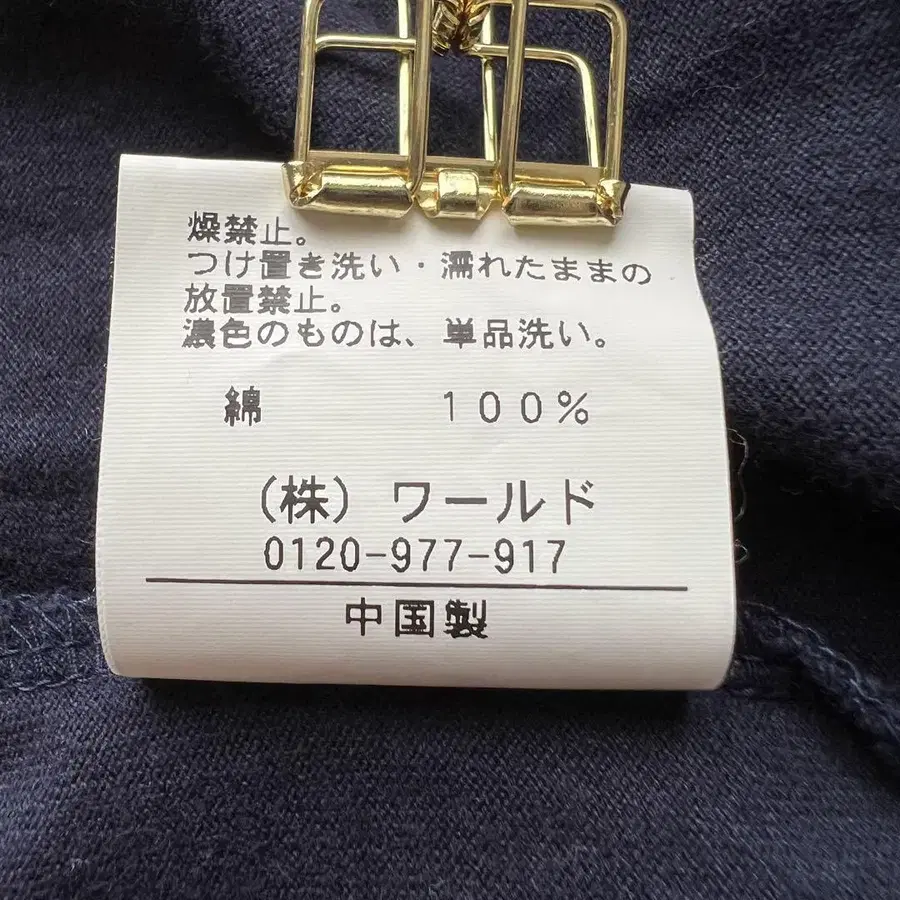 燥禁止。
つけ置き洗い・濡れたままの
放置禁止。
濃色のものは、単品洗い。
綿 100%
(株) ワールド
0120-977-917
中国製